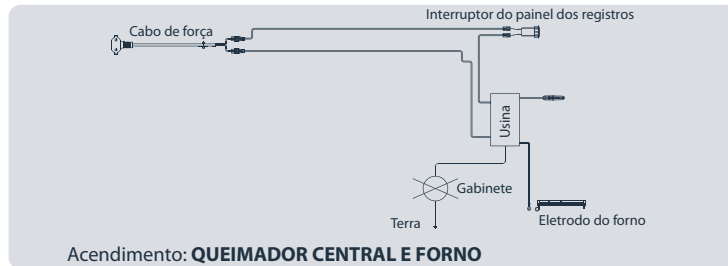 Interruptor do painel dos registros
Cabo de força
Usina
Gabinete
Terra
Eletrodo do forno
Acendimento: QUEIMADOR CENTRAL E FORNO